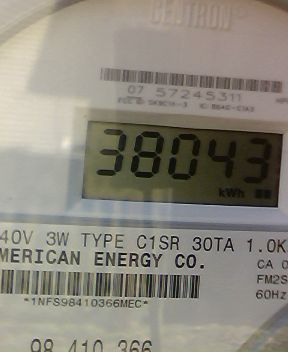 CENTRON®
07 57245311
38043
kWh
40V 3W TYPE C1SR 30TA 1.0K
MERICAN ENERGY CO.
CA 0
FM2S
60Hz
*1NFS98410366MEC*
98 410 366